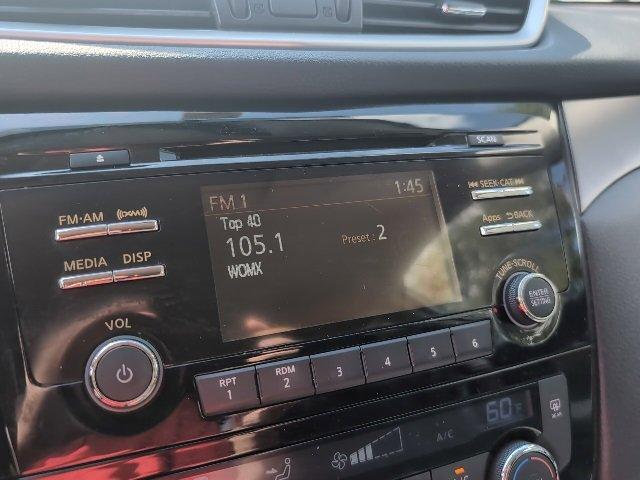 SCAN
FM·AM
MEDIA DISP
VOL
FM 1 1:45
Top 40
105.1 Preset: 2
WOMX
SEEK·CAT
Apps BACK
TUNE·SCROLL
ENTER
SETTING
RPT
1
RDM
2
3 4 5 6
A/C
60°F
REAR